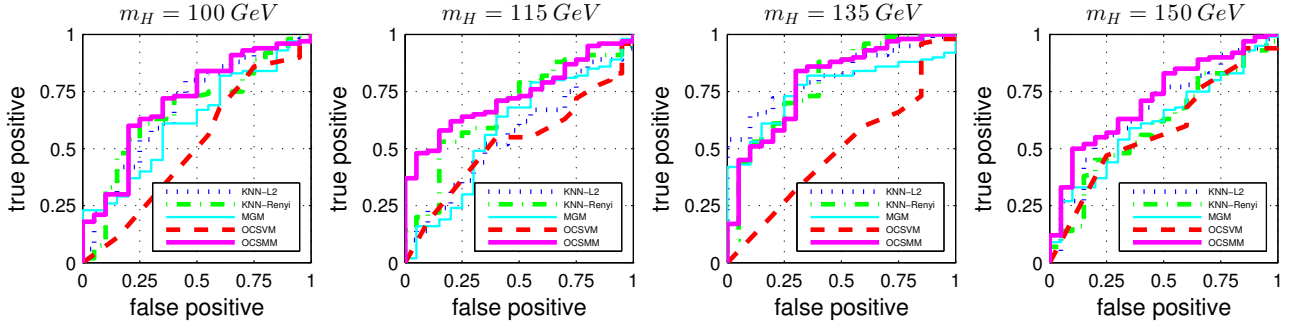 m_H = 100 GeV
true positive
1
0.75
0.5
0.25
0
KNN-L2
KNN-Renyi
MGM
OCSVM
OCSMM
0 0.25 0.5 0.75 1
false positive
m_H = 115 GeV
true positive
1
0.75
0.5
0.25
0
KNN-L2
KNN-Renyi
MGM
OCSVM
OCSMM
0 0.25 0.5 0.75 1
false positive
m_H = 135 GeV
true positive
1
0.75
0.5
0.25
0
KNN-L2
KNN-Renyi
MGM
OCSVM
OCSMM
0 0.25 0.5 0.75 1
false positive
m_H = 150 GeV
true positive
1
0.75
0.5
0.25
0
KNN-L2
KNN-Renyi
MGM
OCSVM
OCSMM
0 0.25 0.5 0.75 1
false positive